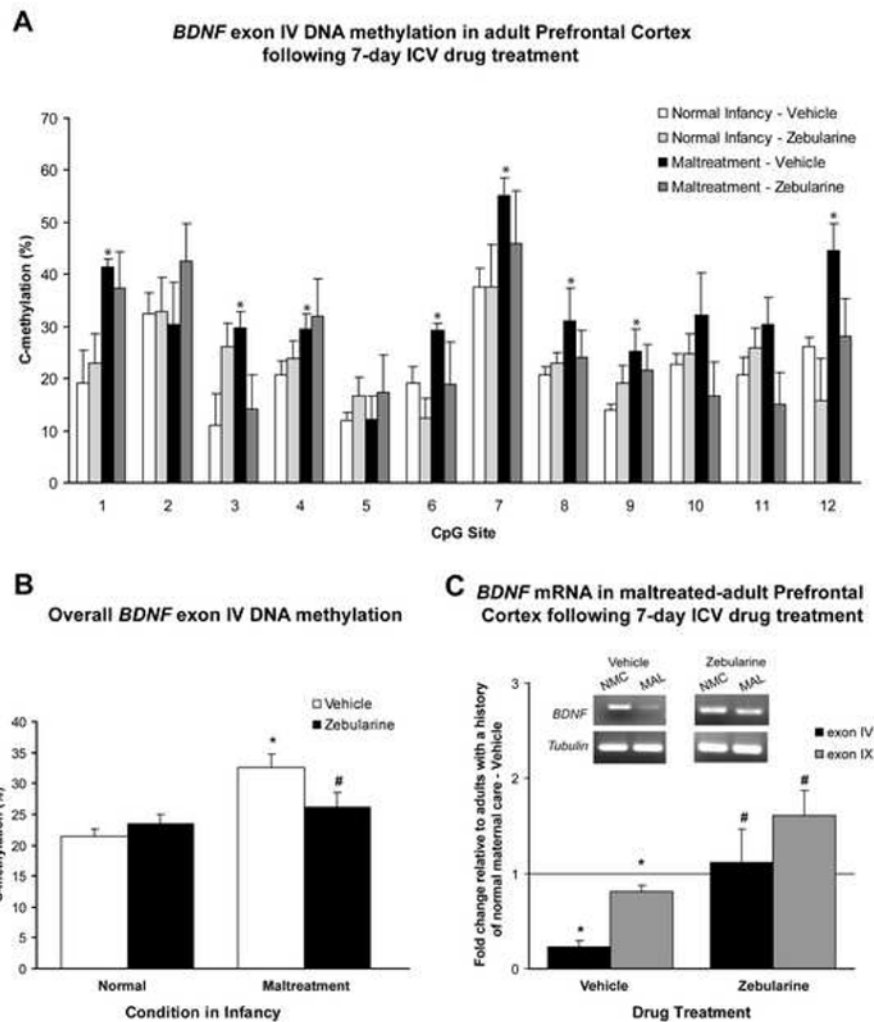 A
BDNF exon IV DNA methylation in adult Prefrontal Cortex
following 7-day ICV drug treatment
Normal Infancy - Vehicle
Normal Infancy - Zebularine
Maltreatment - Vehicle
Maltreatment - Zebularine
C-methylation (%)
70
60
50
40
30
20
10
0
* * * * * * * *
1 2 3 4 5 6 7 8 9 10 11 12
CpG Site
B
Overall BDNF exon IV DNA methylation
Vehicle
Zebularine
40
35
30
25
20
15
10
5
0
*
#
Normal Maltreatment
Condition in Infancy
C
BDNF mRNA in maltreated-adult Prefrontal
Cortex following 7-day ICV drug treatment
Vehicle Zebularine
NMC MAL NMC MAL
BDNF
Tubulin
exon IV
exon IX
Fold change relative to adults with a history
of normal maternal care - Vehicle
3
2
1
0
* * # #
Vehicle Zebularine
Drug Treatment